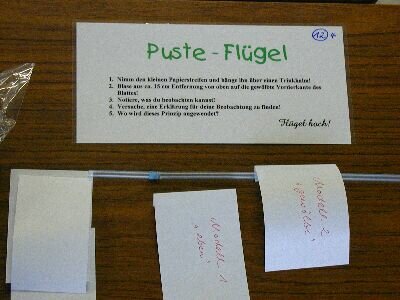 12
Puste - Flügel
1. Nimm den kleinen Papierstreifen und hänge ihn über einen Trinkhalm!
2. Blase aus ca. 15 cm Entfernung von oben auf die gewölbte Vorderkante des
Blattes!
3. Notiere, was du beobachten kannst!
4. Versuche, eine Erklärung für deine Beobachtung zu finden!
5. Wo wird dieses Prinzip angewendet?
Flügel hoch!
Modell 2
"gewölbt"
Modell 1
"eben"